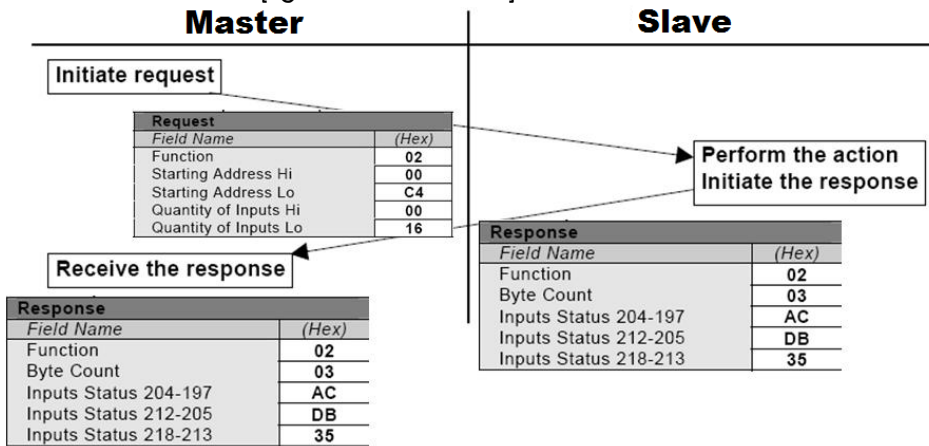 Master
Slave
Initiate request
Request
Field Name (Hex)
Function 02
Starting Address Hi 00
Starting Address Lo C4
Quantity of Inputs Hi 00
Quantity of Inputs Lo 16
Perform the action
Initiate the response
Response
Field Name (Hex)
Function 02
Byte Count 03
Inputs Status 204-197 AC
Inputs Status 212-205 DB
Inputs Status 218-213 35
Receive the response
Response
Field Name (Hex)
Function 02
Byte Count 03
Inputs Status 204-197 AC
Inputs Status 212-205 DB
Inputs Status 218-213 35